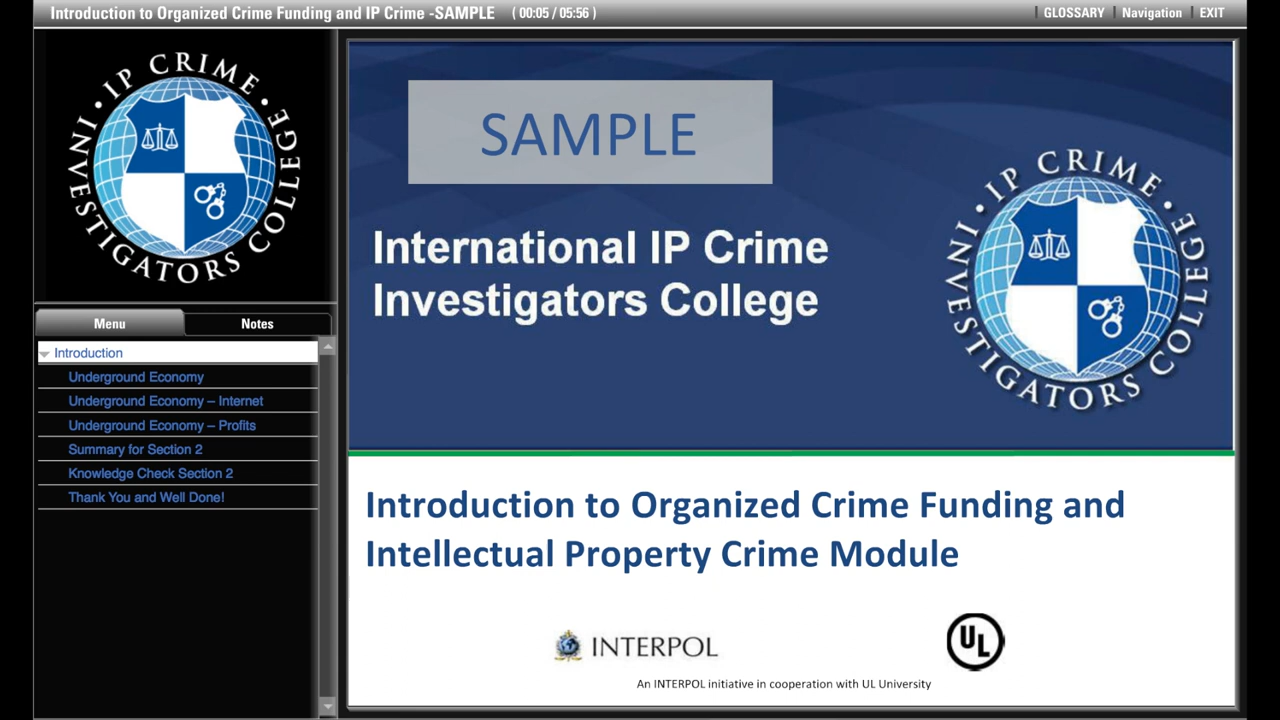 Introduction to Organized Crime Funding and IP Crime -SAMPLE ( 00:05 / 05:56 )
GLOSSARY Navigation EXIT
IP CRIME
INVESTIGATORS COLLEGE
Menu Notes
Introduction
Underground Economy
Underground Economy – Internet
Underground Economy – Profits
Summary for Section 2
Knowledge Check Section 2
Thank You and Well Done!
SAMPLE
International IP Crime
Investigators College
IP CRIME
INVESTIGATORS COLLEGE
Introduction to Organized Crime Funding and
Intellectual Property Crime Module
INTERPOL
UL
An INTERPOL initiative in cooperation with UL University